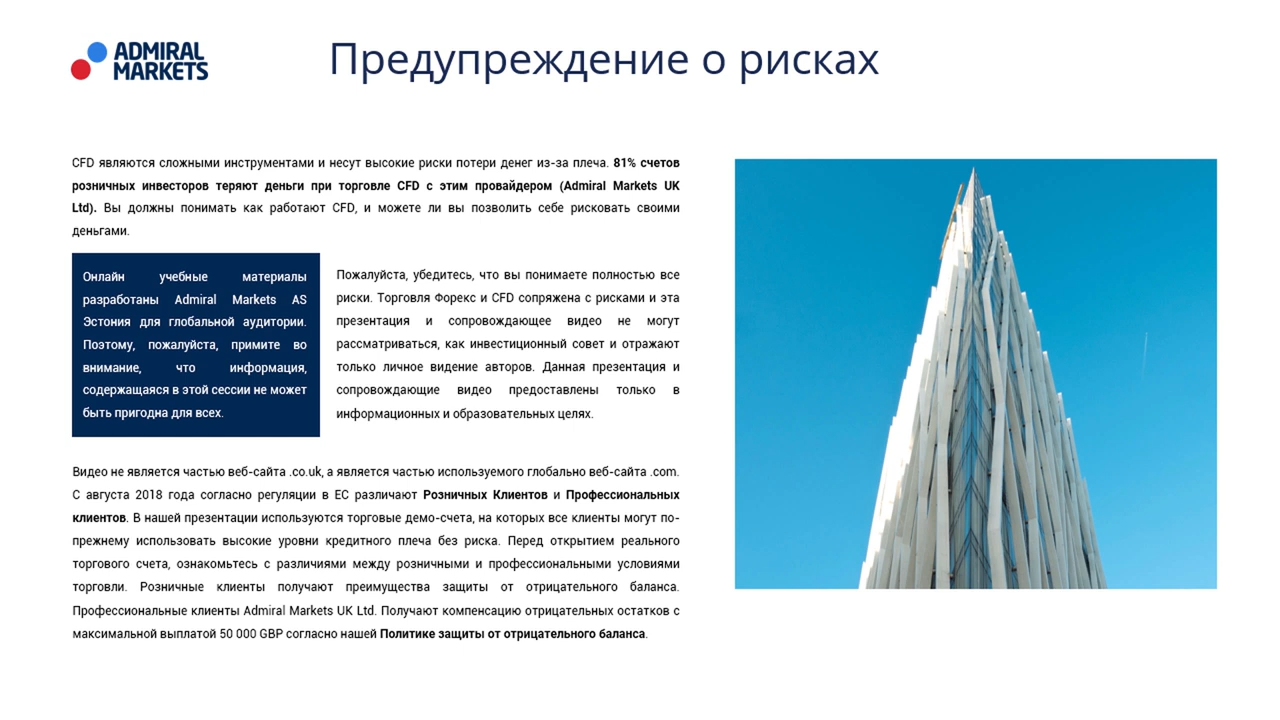 ADMIRAL
MARKETS
Предупреждение о рисках
CFD являются сложными инструментами и несут высокие риски потери денег из-за плеча. 81% счетов
розничных инвесторов теряют деньги при торговле CFD с этим провайдером (Admiral Markets UK
Ltd). Вы должны понимать как работают CFD, и можете ли вы позволить себе рисковать своими
деньгами.
Онлайн учебные материалы
разработаны Admiral Markets AS
Эстония для глобальной аудитории.
Поэтому, пожалуйста, примите во
внимание, что информация,
содержащаяся в этой сессии не может
быть пригодна для всех.
Пожалуйста, убедитесь, что вы понимаете полностью все
риски. Торговля Форекс и CFD сопряжена с рисками и эта
презентация и сопровождающее видео не могут
рассматриваться, как инвестиционный совет и отражают
только личное видение авторов. Данная презентация и
сопровождающие видео предоставлены только в
информационных и образовательных целях.
Видео не является частью веб-сайта .co.uk, а является частью используемого глобально веб-сайта .com.
С августа 2018 года согласно регуляции в ЕС различают Розничных Клиентов и Профессиональных
клиентов. В нашей презентации используются торговые демо-счета, на которых все клиенты могут по-
прежнему использовать высокие уровни кредитного плеча без риска. Перед открытием реального
торгового счета, ознакомьтесь с различиями между розничными и профессиональными условиями
торговли. Розничные клиенты получают преимущества защиты от отрицательного баланса.
Профессиональные клиенты Admiral Markets UK Ltd. Получают компенсацию отрицательных остатков с
максимальной выплатой 50 000 GBP согласно нашей Политике защиты от отрицательного баланса.